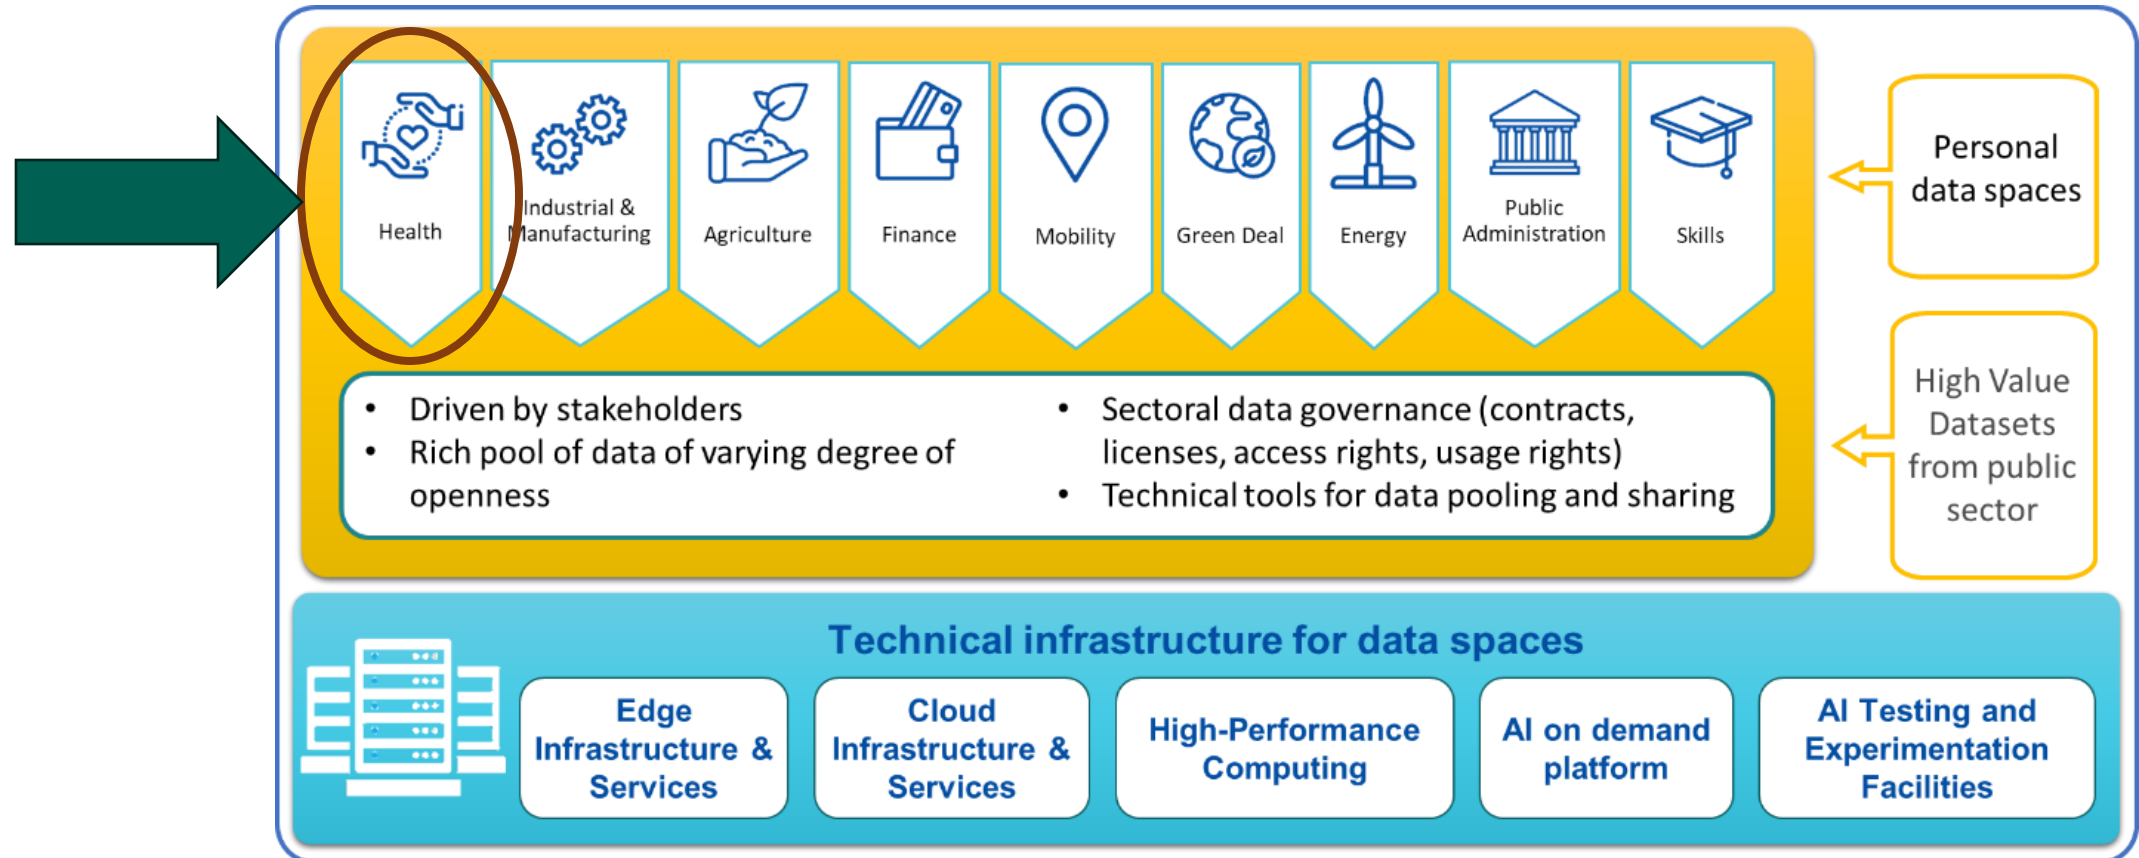 Health
Industrial &
Manufacturing
Agriculture
Finance
Mobility
Green Deal
Energy
Public
Administration
Skills
Personal
data spaces
• Driven by stakeholders
• Rich pool of data of varying degree of
openness
• Sectoral data governance (contracts,
licenses, access rights, usage rights)
• Technical tools for data pooling and sharing
High Value
Datasets
from public
sector
Technical infrastructure for data spaces
Edge
Infrastructure &
Services
Cloud
Infrastructure &
Services
High-Performance
Computing
AI on demand
platform
AI Testing and
Experimentation
Facilities